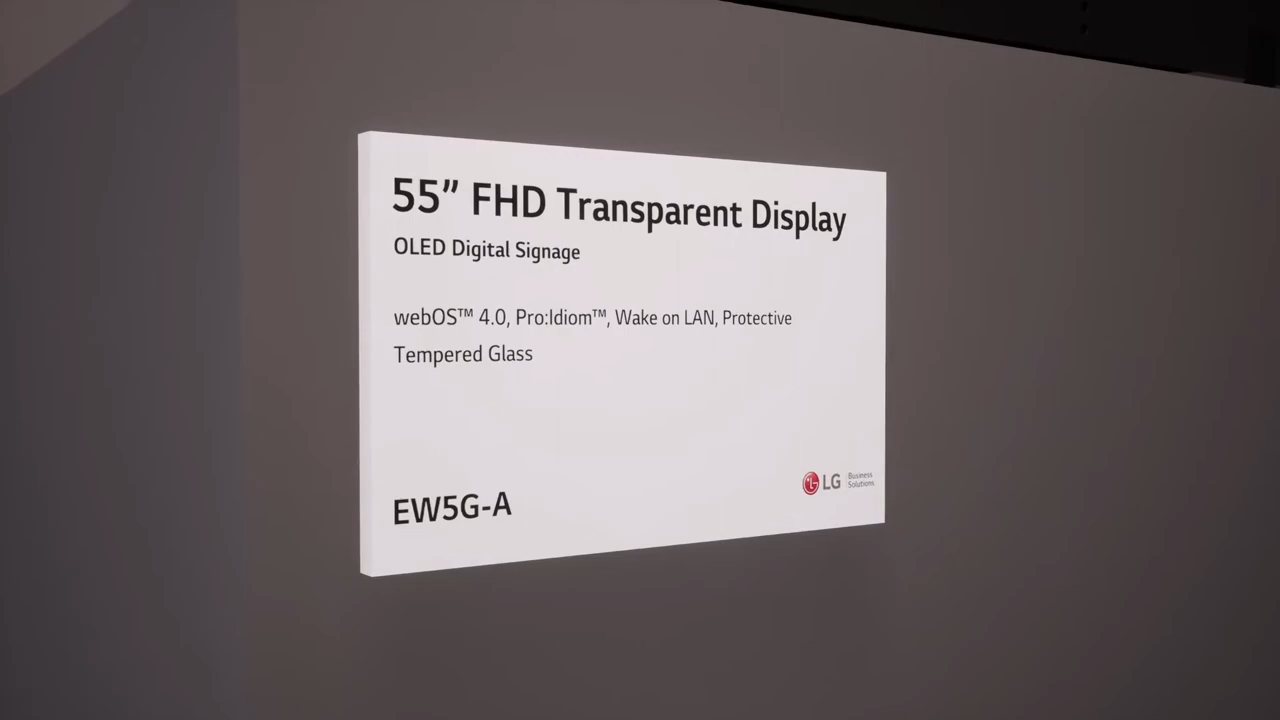 55” FHD Transparent Display
OLED Digital Signage
webOS™ 4.0, Pro:Idiom™, Wake on LAN, Protective
Tempered Glass
EW5G-A
LG Business
Solutions